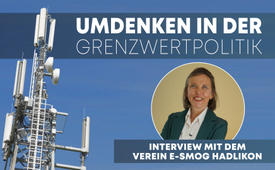 UMDENKEN IN DER
GRENZWERTPOLITIK
INTERVIEW MIT DEM
VEREIN E-SMOG HADLIKON